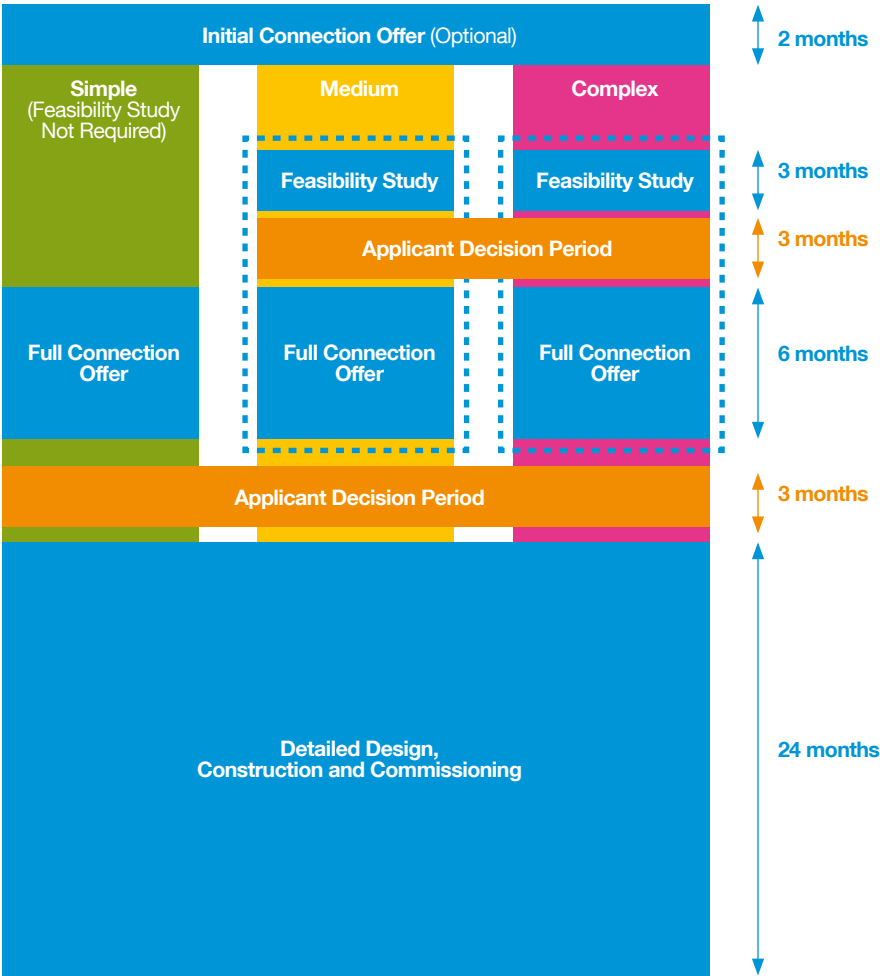 Initial Connection Offer (Optional)
2 months
Simple
(Feasibility Study
Not Required)
Medium
Complex
Feasibility Study
Feasibility Study
3 months
Applicant Decision Period
3 months
Full Connection
Offer
Full Connection
Offer
Full Connection
Offer
6 months
Applicant Decision Period
3 months
Detailed Design,
Construction and Commissioning
24 months